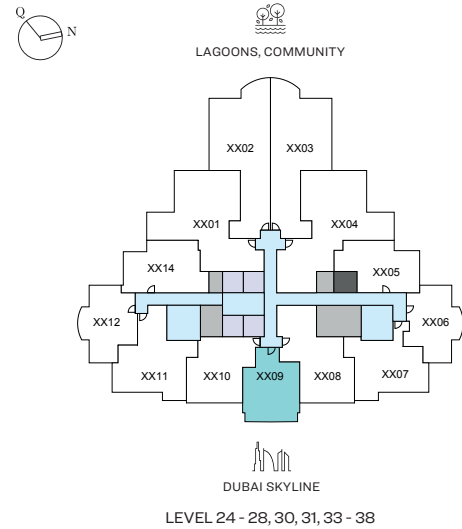 Q
N
LAGOONS, COMMUNITY
XX02 XX03
XX01 XX04
XX14 XX05
XX12 XX06
XX11 XX10 XX09 XX08 XX07
DUBAI SKYLINE
LEVEL 24 - 28, 30, 31, 33 - 38